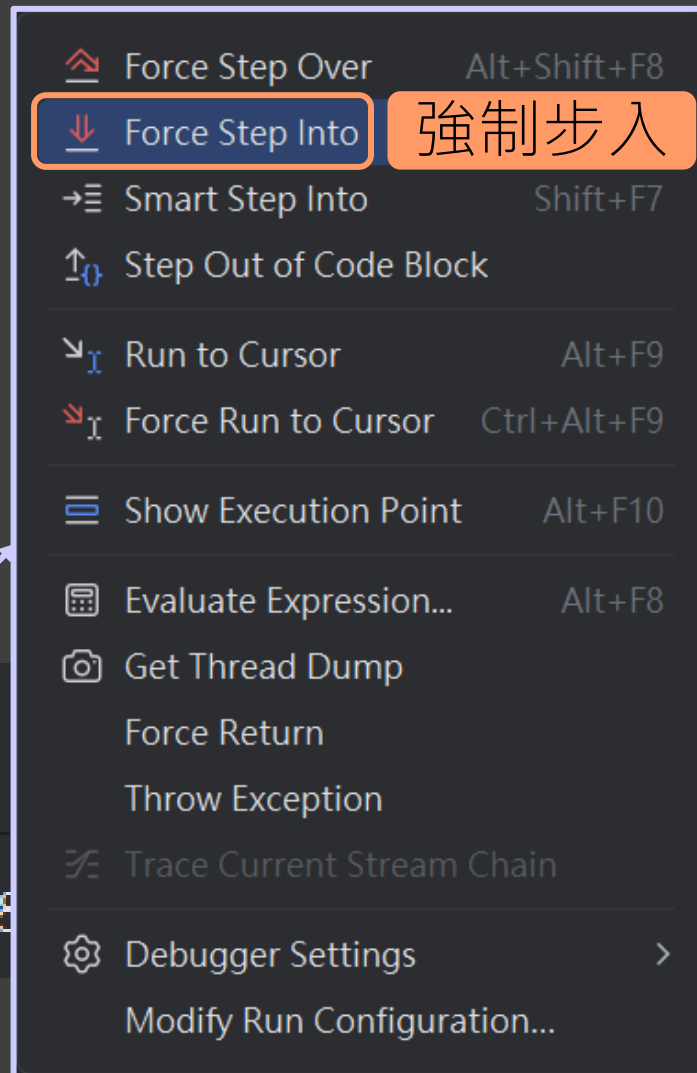 Force Step Over Alt+Shift+F8
Force Step Into 強制步入
Smart Step Into Shift+F7
Step Out of Code Block
Run to Cursor Alt+F9
Force Run to Cursor Ctrl+Alt+F9
Show Execution Point Alt+F10
Evaluate Expression... Alt+F8
Get Thread Dump
Force Return
Throw Exception
Trace Current Stream Chain
Debugger Settings
Modify Run Configuration...